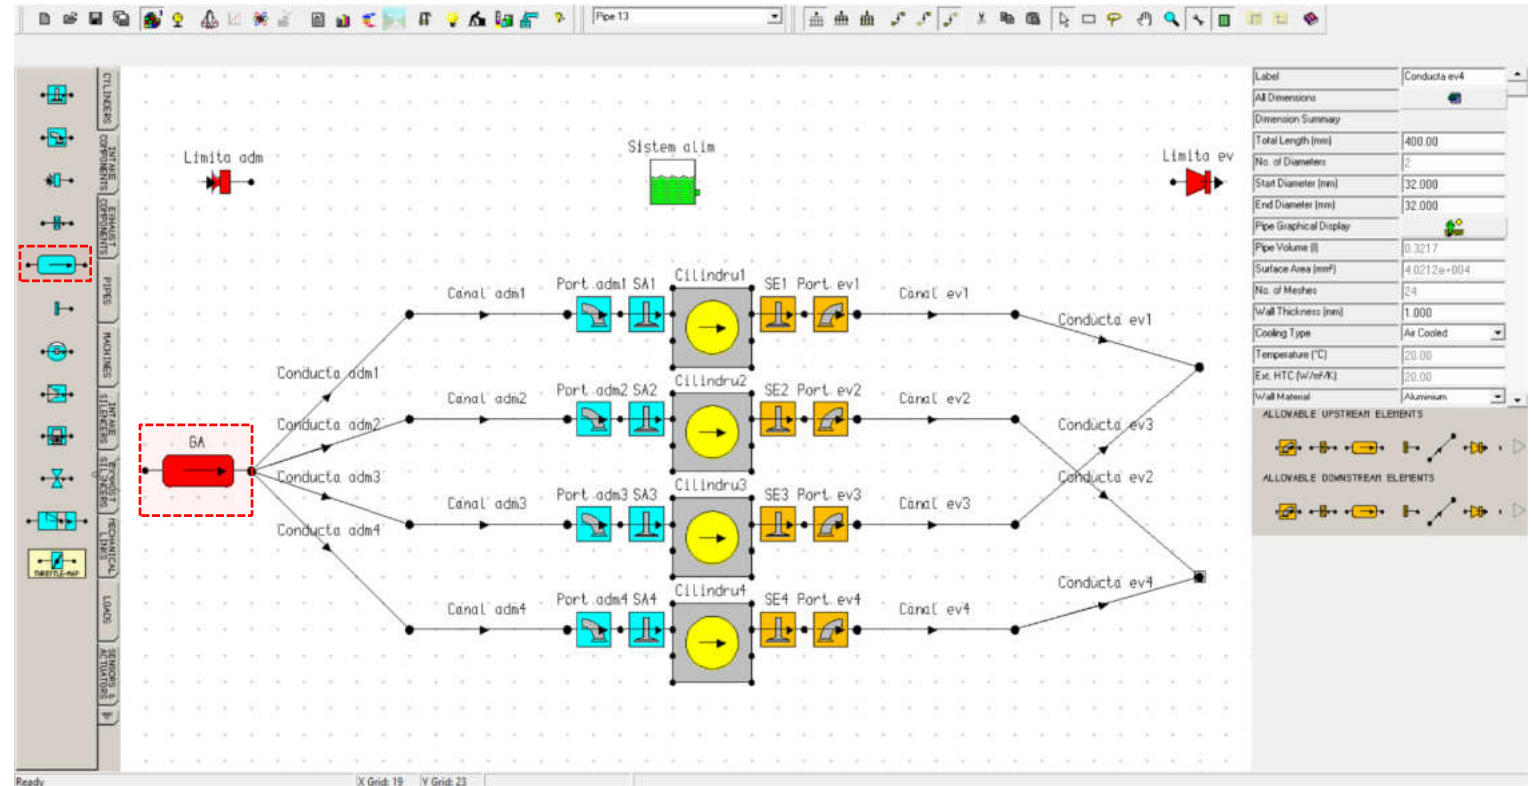 Pipe 13
CYLINDERS
INTAKE COMPONENTS
EXHAUST COMPONENTS
PIPES
MACHINES
INTAKE SILENCERS
EXHAUST SILENCERS
MECHANICAL LINKS
LOADS
SENSORS & ACTUATORS
THROTTLE-MAP
Limita adm
Sistem alim
Limita ev
Cilindru1
Port adm1 SA1
SE1 Port ev1
Canal adm1
Canal ev1
Conducta ev1
Conducta adm1
Cilindru2
Port adm2 SA2
SE2 Port ev2
Canal adm2
Canal ev2
Conducta adm2
Conducta ev3
GA
Conducta adm3
Conducta ev2
Cilindru3
Port adm3 SA3
SE3 Port ev3
Canal adm3
Canal ev3
Conducta adm4
Conducta ev4
Cilindru4
Port adm4 SA4
SE4 Port ev4
Canal adm4
Canal ev4
Label Conducta ev4
All Dimensions
Dimension Summary
Total Length (mm) 400.00
No. of Diameters 2
Start Diameter (mm) 32.000
End Diameter (mm) 32.000
Pipe Graphical Display
Pipe Volume (l) 0.3217
Surface Area (mm²) 4.0212e+004
No. of Meshes 24
Wall Thickness (mm) 1.000
Cooling Type Air Cooled
Temperature (°C) 20.00
Ext. HTC (W/m²/K) 20.00
Wall Material Aluminium
ALLOWABLE UPSTREAM ELEMENTS
ALLOWABLE DOWNSTREAM ELEMENTS
Ready X Grid: 19 Y Grid: 23